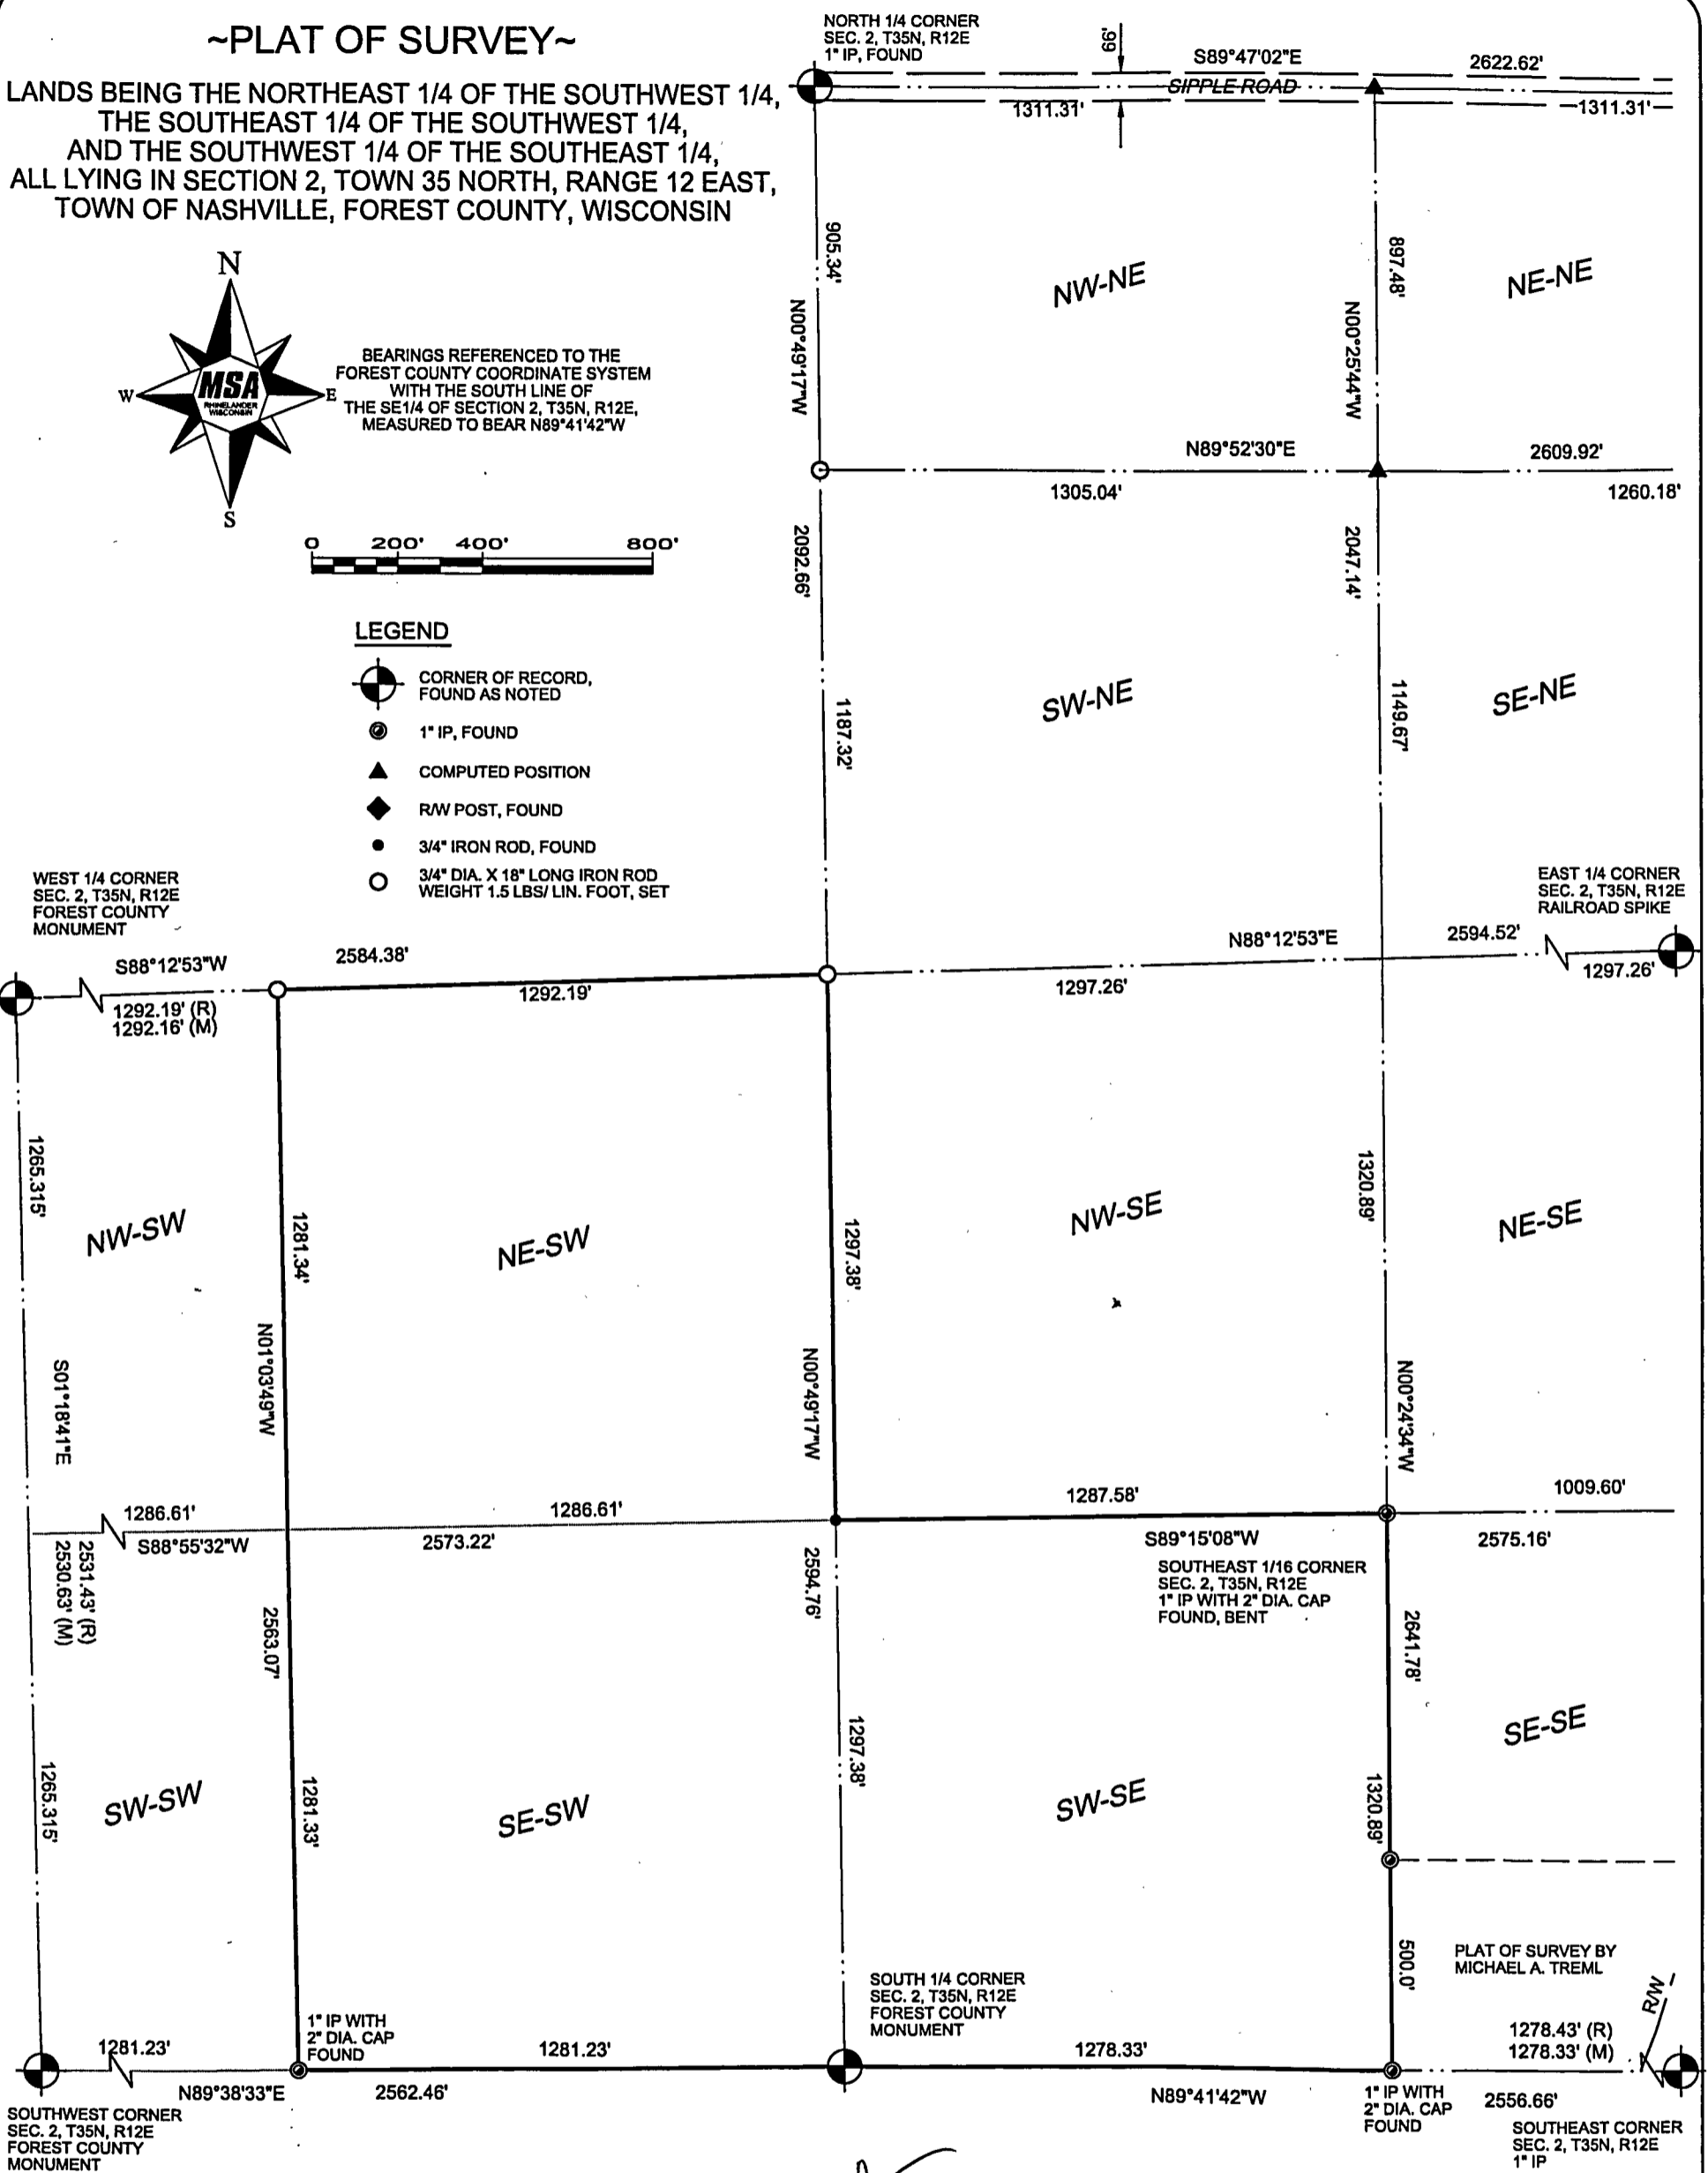 ~PLAT OF SURVEY~
LANDS BEING THE NORTHEAST 1/4 OF THE SOUTHWEST 1/4,
THE SOUTHEAST 1/4 OF THE SOUTHWEST 1/4,
AND THE SOUTHWEST 1/4 OF THE SOUTHEAST 1/4,
ALL LYING IN SECTION 2, TOWN 35 NORTH, RANGE 12 EAST,
TOWN OF NASHVILLE, FOREST COUNTY, WISCONSIN
NORTH 1/4 CORNER
SEC. 2, T35N, R12E
1" IP, FOUND
66'
S89°47'02"E
2622.62'
SIPPLE ROAD
1311.31'
1311.31'
905.34'
N00°49'17"W
NW-NE
897.48'
N00°25'44"W
NE-NE
N
W
E
S
MSA
RHINELANDER
WISCONSIN
BEARINGS REFERENCED TO THE
FOREST COUNTY COORDINATE SYSTEM
WITH THE SOUTH LINE OF
THE SE1/4 OF SECTION 2, T35N, R12E,
MEASURED TO BEAR N89°41'42"W
N89°52'30"E
2609.92'
1305.04'
1260.18'
0 200' 400' 800'
2092.66'
2047.14'
LEGEND
CORNER OF RECORD,
FOUND AS NOTED
1" IP, FOUND
COMPUTED POSITION
R/W POST, FOUND
3/4" IRON ROD, FOUND
3/4" DIA. X 18" LONG IRON ROD
WEIGHT 1.5 LBS/ LIN. FOOT, SET
1187.32'
SW-NE
1149.67'
SE-NE
WEST 1/4 CORNER
SEC. 2, T35N, R12E
FOREST COUNTY
MONUMENT
EAST 1/4 CORNER
SEC. 2, T35N, R12E
RAILROAD SPIKE
S88°12'53"W
2584.38'
N88°12'53"E
2594.52'
1292.19' (R)
1292.16' (M)
1292.19'
1297.26'
1297.26'
1265.315'
NW-SW
1281.34'
NE-SW
1297.38'
NW-SE
1320.89'
NE-SE
S01°18'41"E
N01°03'49"W
N00°49'17"W
N00°24'34"W
1286.61'
1286.61'
1287.58'
1009.60'
S88°55'32"W
2573.22'
S89°15'08"W
2575.16'
2531.43' (R)
2530.63' (M)
2563.07'
2594.76'
SOUTHEAST 1/16 CORNER
SEC. 2, T35N, R12E
1" IP WITH 2" DIA. CAP
FOUND, BENT
2641.78'
1265.315'
SW-SW
1281.33'
SE-SW
1297.38'
SW-SE
1320.89'
SE-SE
500.0'
PLAT OF SURVEY BY
MICHAEL A. TREML
R/W
SOUTH 1/4 CORNER
SEC. 2, T35N, R12E
FOREST COUNTY
MONUMENT
1" IP WITH
2" DIA. CAP
FOUND
1281.23'
1281.23'
1278.33'
1278.43' (R)
1278.33' (M)
N89°38'33"E
2562.46'
N89°41'42"W
1" IP WITH
2" DIA. CAP
FOUND
2556.66'
SOUTHWEST CORNER
SEC. 2, T35N, R12E
FOREST COUNTY
MONUMENT
SOUTHEAST CORNER
SEC. 2, T35N, R12E
1" IP